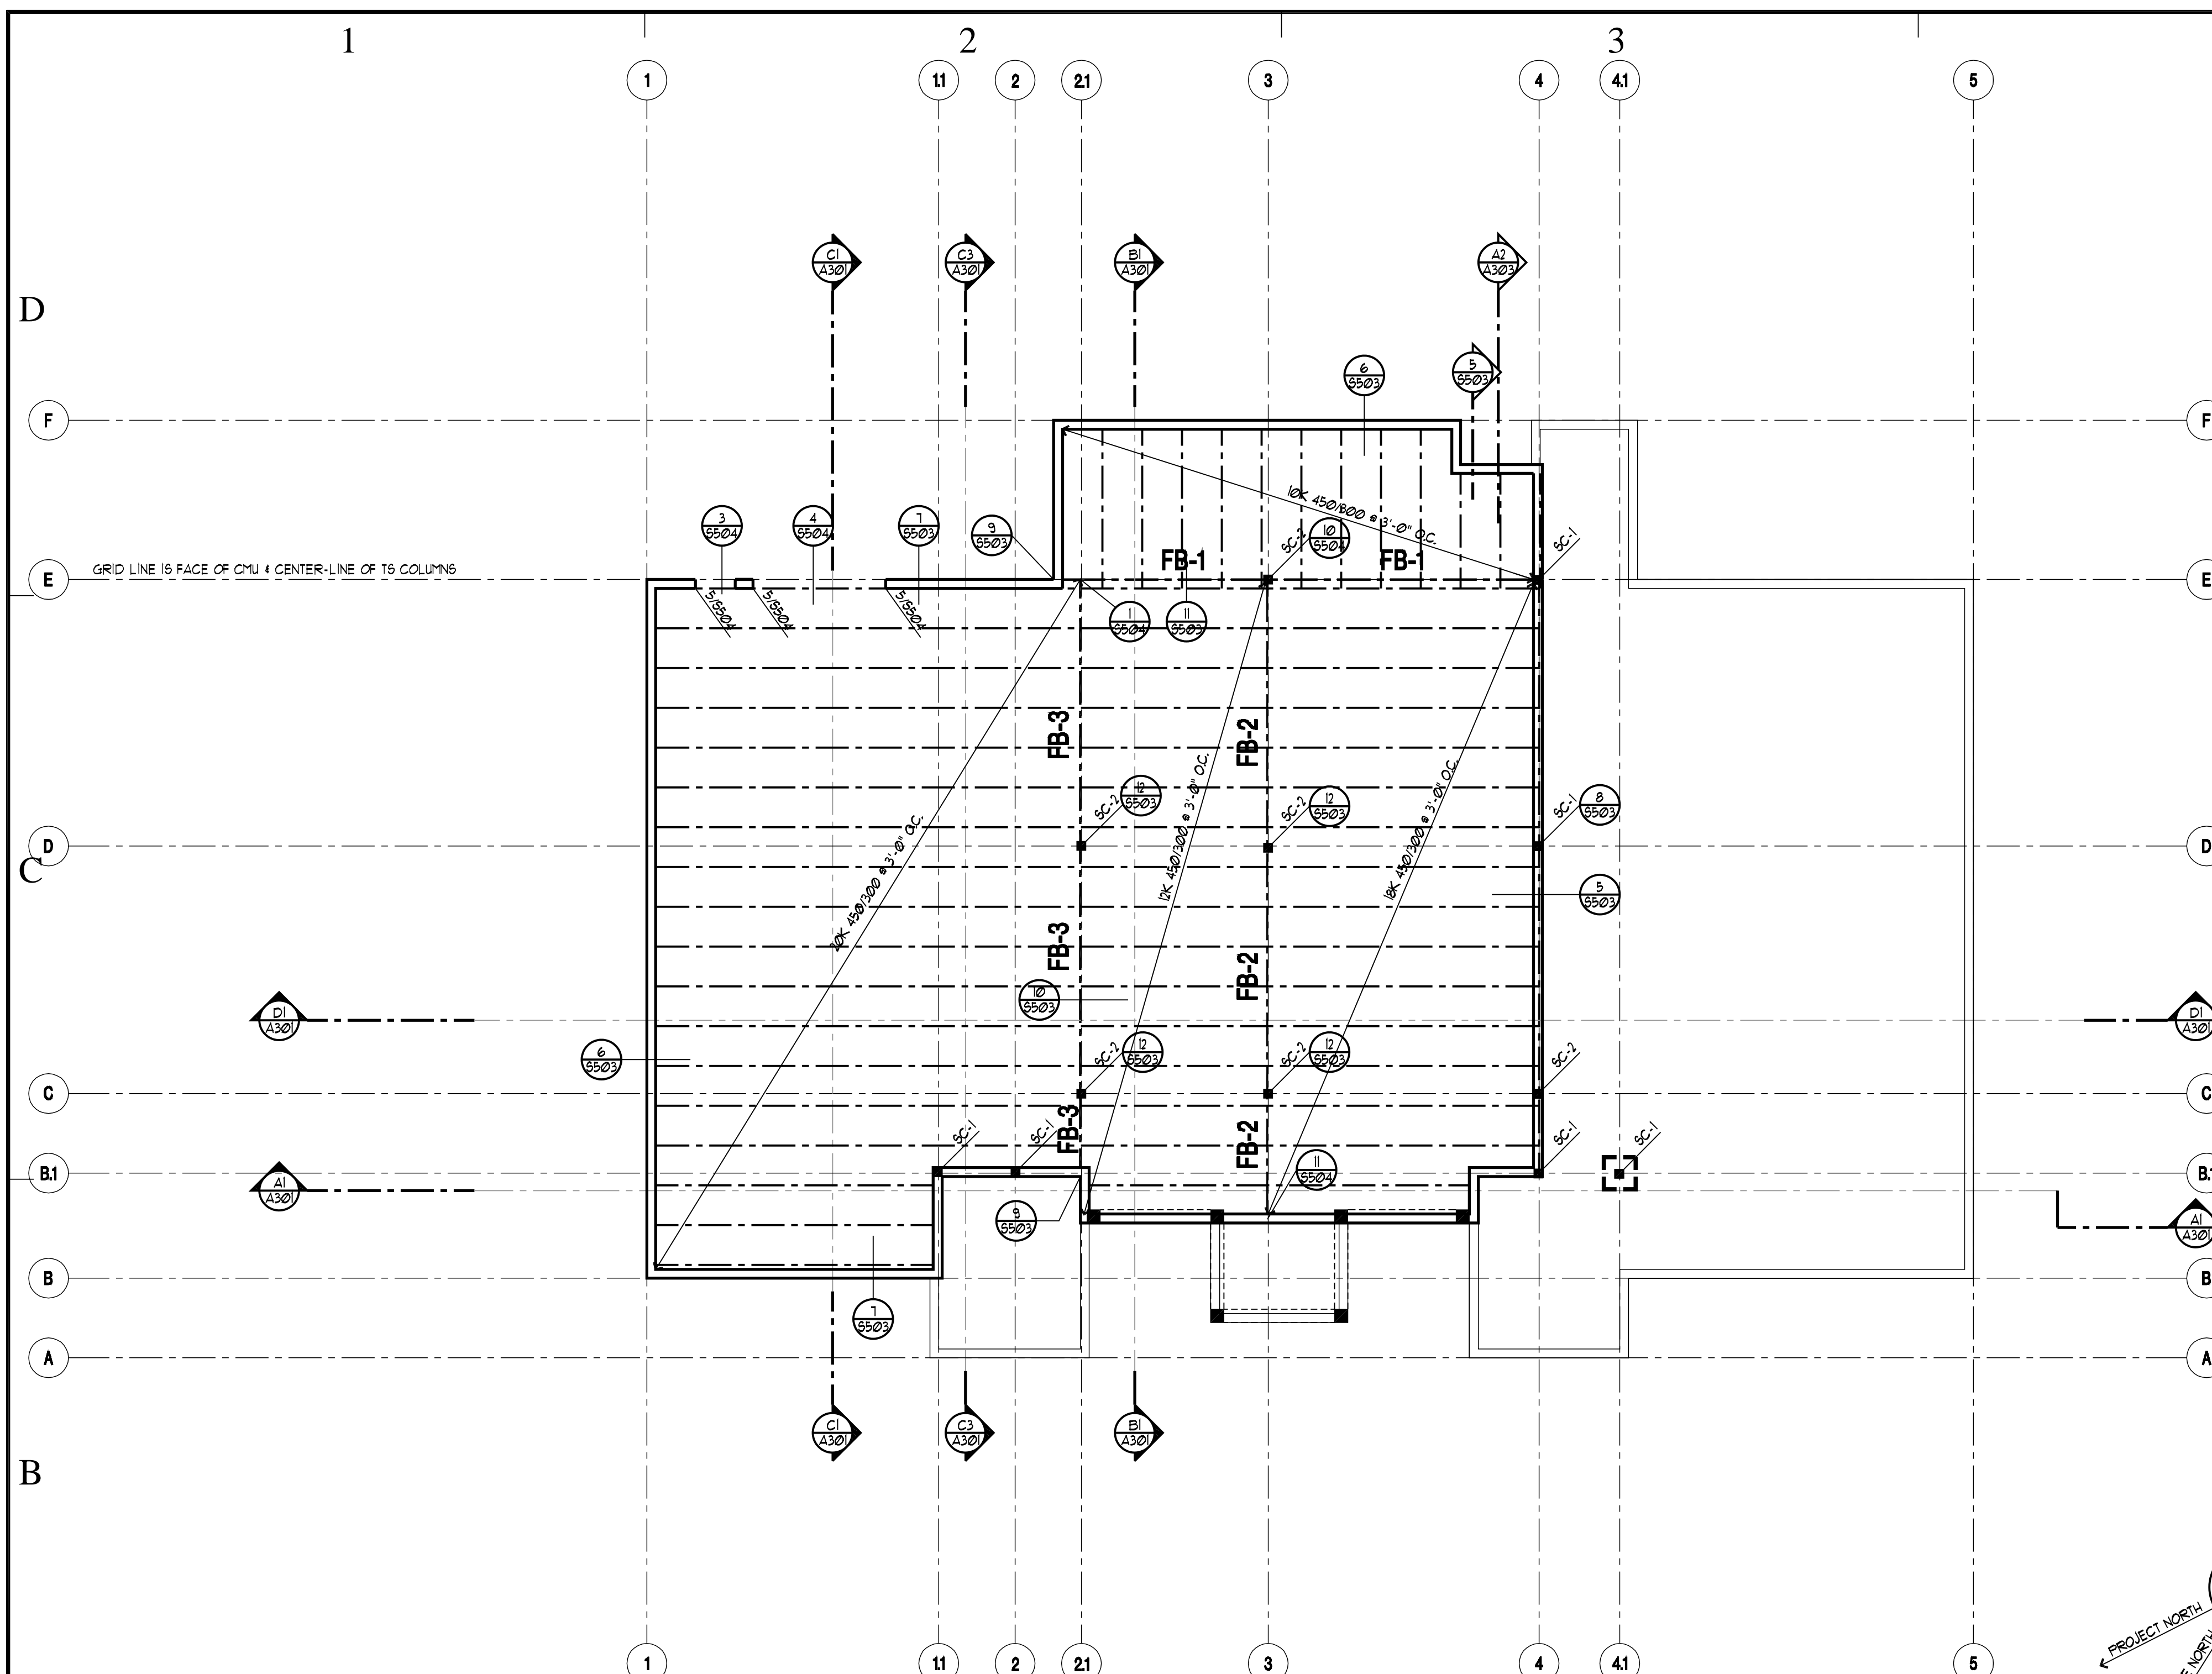 1 2 3
1 1.1 2 2.1 3 4 4.1 5
C1 A301
C3 A301
B1 A301
A2 A303
D
6 S503
5 S503
F F
3 S504
4 S504
7 S503
9 S503
10K 450/300 @ 3'-0" O.C.
SC-2
10 S504
SC-1
FB-1 FB-1
E GRID LINE IS FACE OF CMU & CENTER-LINE OF TS COLUMNS E
5/S504
5/S504
5/S504
1 S504
11 S503
FB-3
FB-2
SC-2
12 S503
SC-2
12 S503
SC-1
8 S503
20K 450/300 @ 3'-0" O.C.
12K 450/300 @ 3'-0" O.C.
18K 450/300 @ 3'-0" O.C.
D D
C
5 S503
FB-3
FB-2
10 S503
D1 A301
D1 A301
6 S503
SC-2
12 S503
SC-2
12 S503
SC-2
C C
FB-3
FB-2
SC-1
SC-1
SC-1
SC-1
11 S504
B.1
A1 A301
9 S503
A1 A301
B B
7 S503
A A
C1 A301
C3 A301
B1 A301
B
PROJECT NORTH
1 1.1 2 2.1 3 4 4.1 5